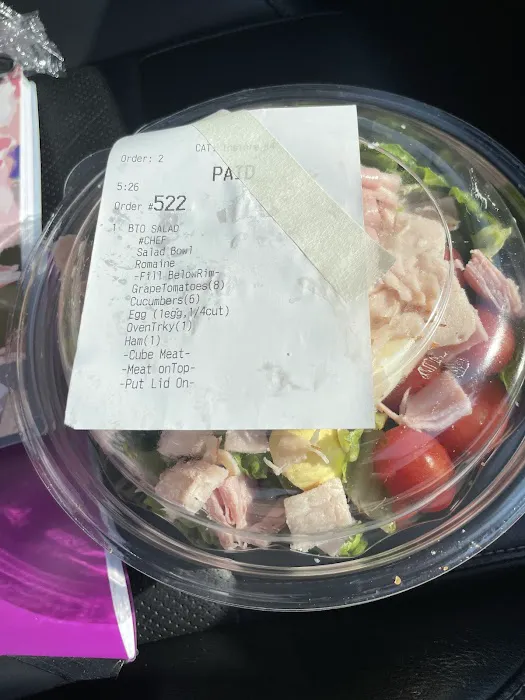 Order: 2
CAT:
PAID
5:26
Order #522
1 BTO SALAD
#CHEF
Salad Bowl
Romaine
-Fill BelowRim-
GrapeTomatoes(8)
Cucumbers(6)
Egg (1egg,1/4cut)
OvenTrky(1)
Ham(1)
-Cube Meat-
-Meat onTop-
-Put Lid On-